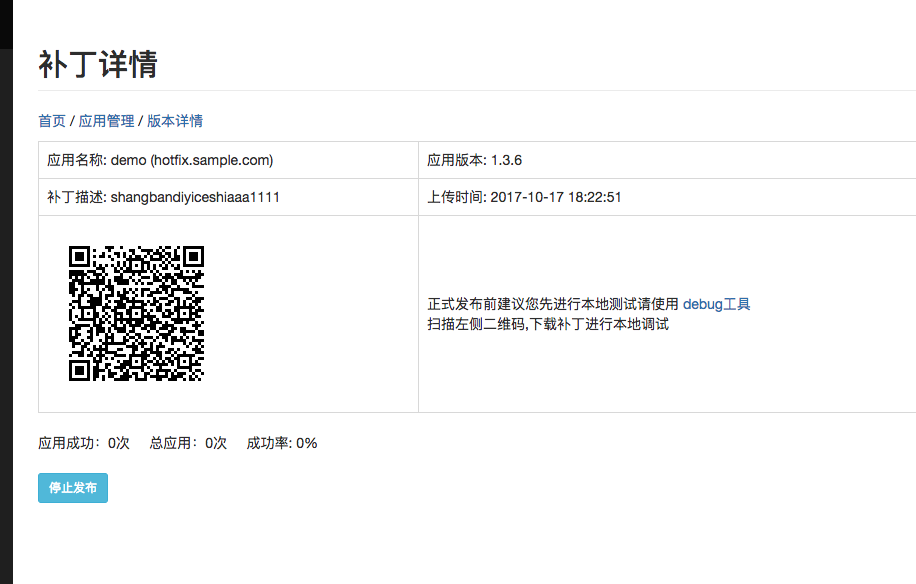 补丁详情
首页 / 应用管理 / 版本详情
应用名称: demo (hotfix.sample.com)
应用版本: 1.3.6
补丁描述: shangbandiyiceshiaaa1111
上传时间: 2017-10-17 18:22:51
正式发布前建议您先进行本地测试请使用 debug工具
扫描左侧二维码,下载补丁进行本地调试
应用成功：0次 总应用：0次 成功率: 0%
停止发布